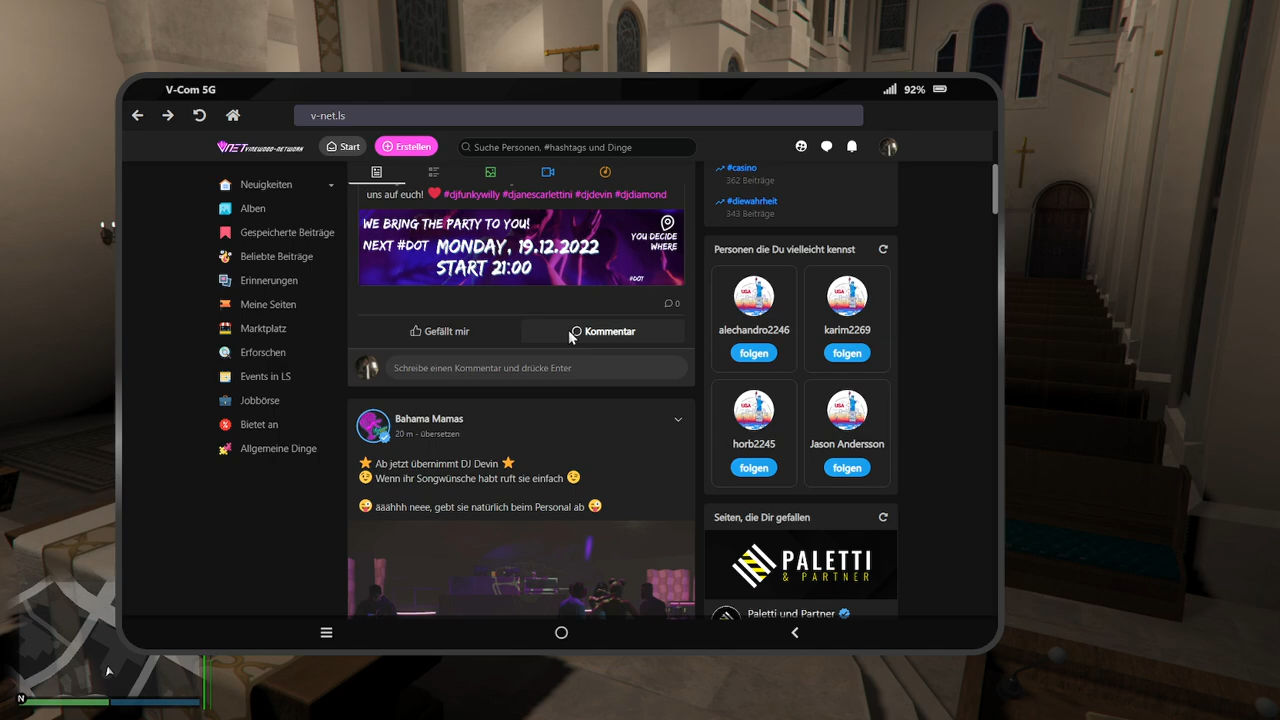 V-Com 5G
92%
v-net.ls
VNET VINEWOOD-NETWORK
Start
Erstellen
Suche Personen, #hashtags und Dinge
Neuigkeiten
Alben
Gespeicherte Beiträge
Beliebte Beiträge
Erinnerungen
Meine Seiten
Marktplatz
Erforschen
Events in LS
Jobbörse
Bietet an
Allgemeine Dinge
uns auf euch! ❤️ #djfunkywilly #djanescarlettini #djdevin #djdiamond
WE BRING THE PARTY TO YOU!
NEXT #DOT MONDAY, 19.12.2022
START 21:00
YOU DECIDE
WHERE
#DOT
0
Gefällt mir
Kommentar
Schreibe einen Kommentar und drücke Enter
Bahama Mamas
20 m - übersetzen
⭐ Ab jetzt übernimmt DJ Devin ⭐
😉 Wenn ihr Songwünsche habt ruft sie einfach 😉
😜 ääähhh neee, gebt sie natürlich beim Personal ab 😜
#casino
362 Beiträge
#diewahrheit
343 Beiträge
Personen die Du vielleicht kennst
alechandro2246
folgen
karim2269
folgen
horb2245
folgen
Jason Andersson
folgen
Seiten, die Dir gefallen
PALETTI
& PARTNER
Paletti und Partner
N